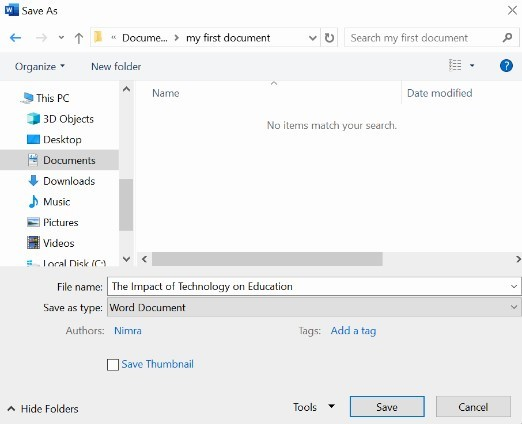 Save As
« Docume... > my first document
Search my first document
Organize
New folder
?
Name
Date modified
This PC
3D Objects
Desktop
Documents
Downloads
Music
Pictures
Videos
Local Disk (C:)
No items match your search.
File name: The Impact of Technology on Education
Save as type: Word Document
Authors: Nimra
Tags: Add a tag
Save Thumbnail
Hide Folders
Tools
Save
Cancel